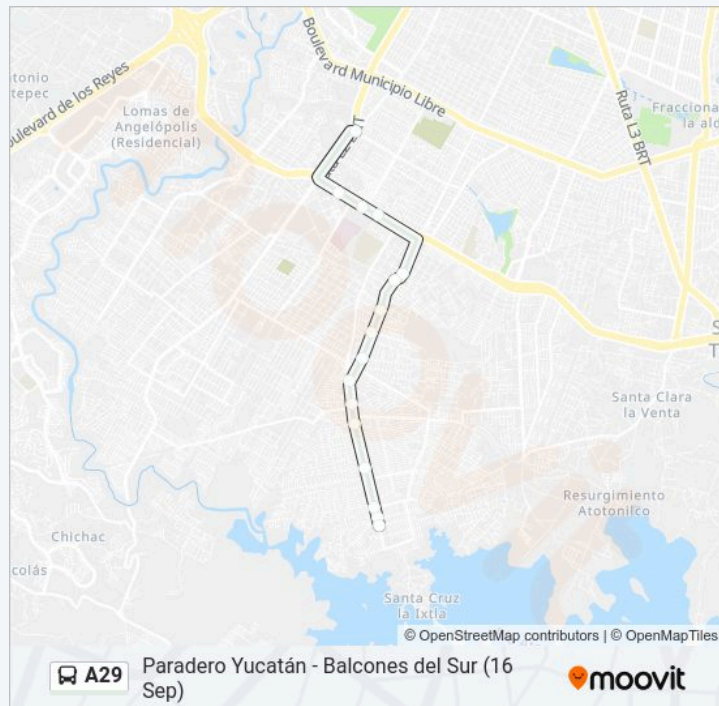 Boulevard Municipio Libre
Boulevard de los Reyes
Lomas de
Angelópolis
(Residencial)
Ruta L3 BRT
Fracciona
la ald
Santa Clara
la Venta
Resurgimiento
Atotonilco
Chichac
colás
Santa Cruz
la Ixtla
© OpenStreetMap contributors | © OpenMapTiles
A29
Paradero Yucatán - Balcones del Sur (16
Sep)
moovit